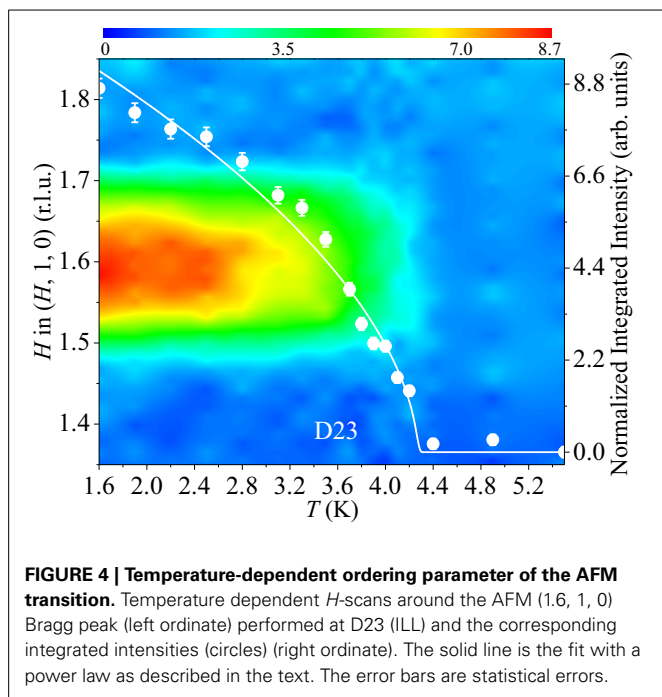 0 3.5 7.0 8.7
1.8
1.7
1.6
1.5
1.4
H in (H, 1, 0) (r.l.u.)
8.8
6.6
4.4
2.2
0.0
Normalized Integrated Intensity (arb. units)
D23
1.6 2.0 2.4 2.8 3.2 3.6 4.0 4.4 4.8 5.2
T (K)
FIGURE 4 | Temperature-dependent ordering parameter of the AFM
transition. Temperature dependent H-scans around the AFM (1.6, 1, 0)
Bragg peak (left ordinate) performed at D23 (ILL) and the corresponding
integrated intensities (circles) (right ordinate). The solid line is the fit with a
power law as described in the text. The error bars are statistical errors.